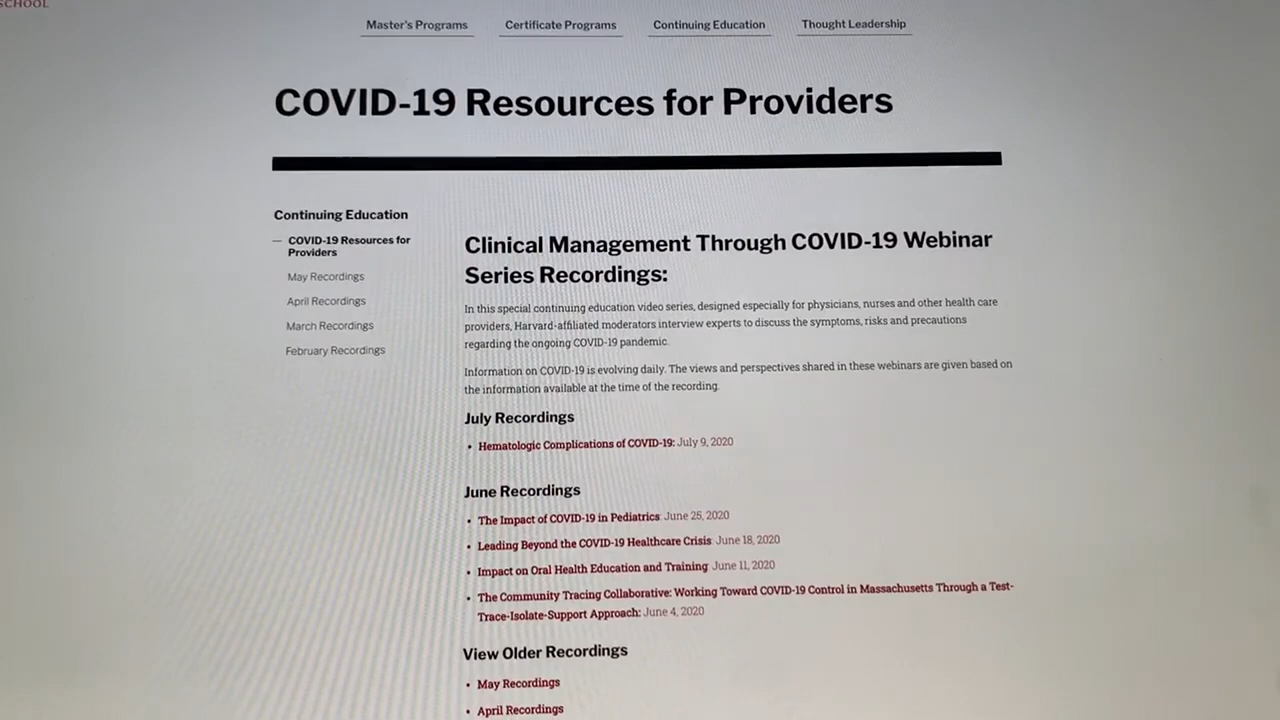 SCHOOL
Master's Programs
Certificate Programs
Continuing Education
Thought Leadership
COVID-19 Resources for Providers
Continuing Education
— COVID-19 Resources for
Providers
May Recordings
April Recordings
March Recordings
February Recordings
Clinical Management Through COVID-19 Webinar
Series Recordings:
In this special continuing education video series, designed especially for physicians, nurses and other health care
providers, Harvard-affiliated moderators interview experts to discuss the symptoms, risks and precautions
regarding the ongoing COVID-19 pandemic.
Information on COVID-19 is evolving daily. The views and perspectives shared in these webinars are given based on
the information available at the time of the recording.
July Recordings
• Hematologic Complications of COVID-19: July 9, 2020
June Recordings
• The Impact of COVID-19 in Pediatrics: June 25, 2020
• Leading Beyond the COVID-19 Healthcare Crisis: June 18, 2020
• Impact on Oral Health Education and Training: June 11, 2020
• The Community Tracing Collaborative: Working Toward COVID-19 Control in Massachusetts Through a Test-
Trace-Isolate-Support Approach: June 4, 2020
View Older Recordings
• May Recordings
• April Recordings